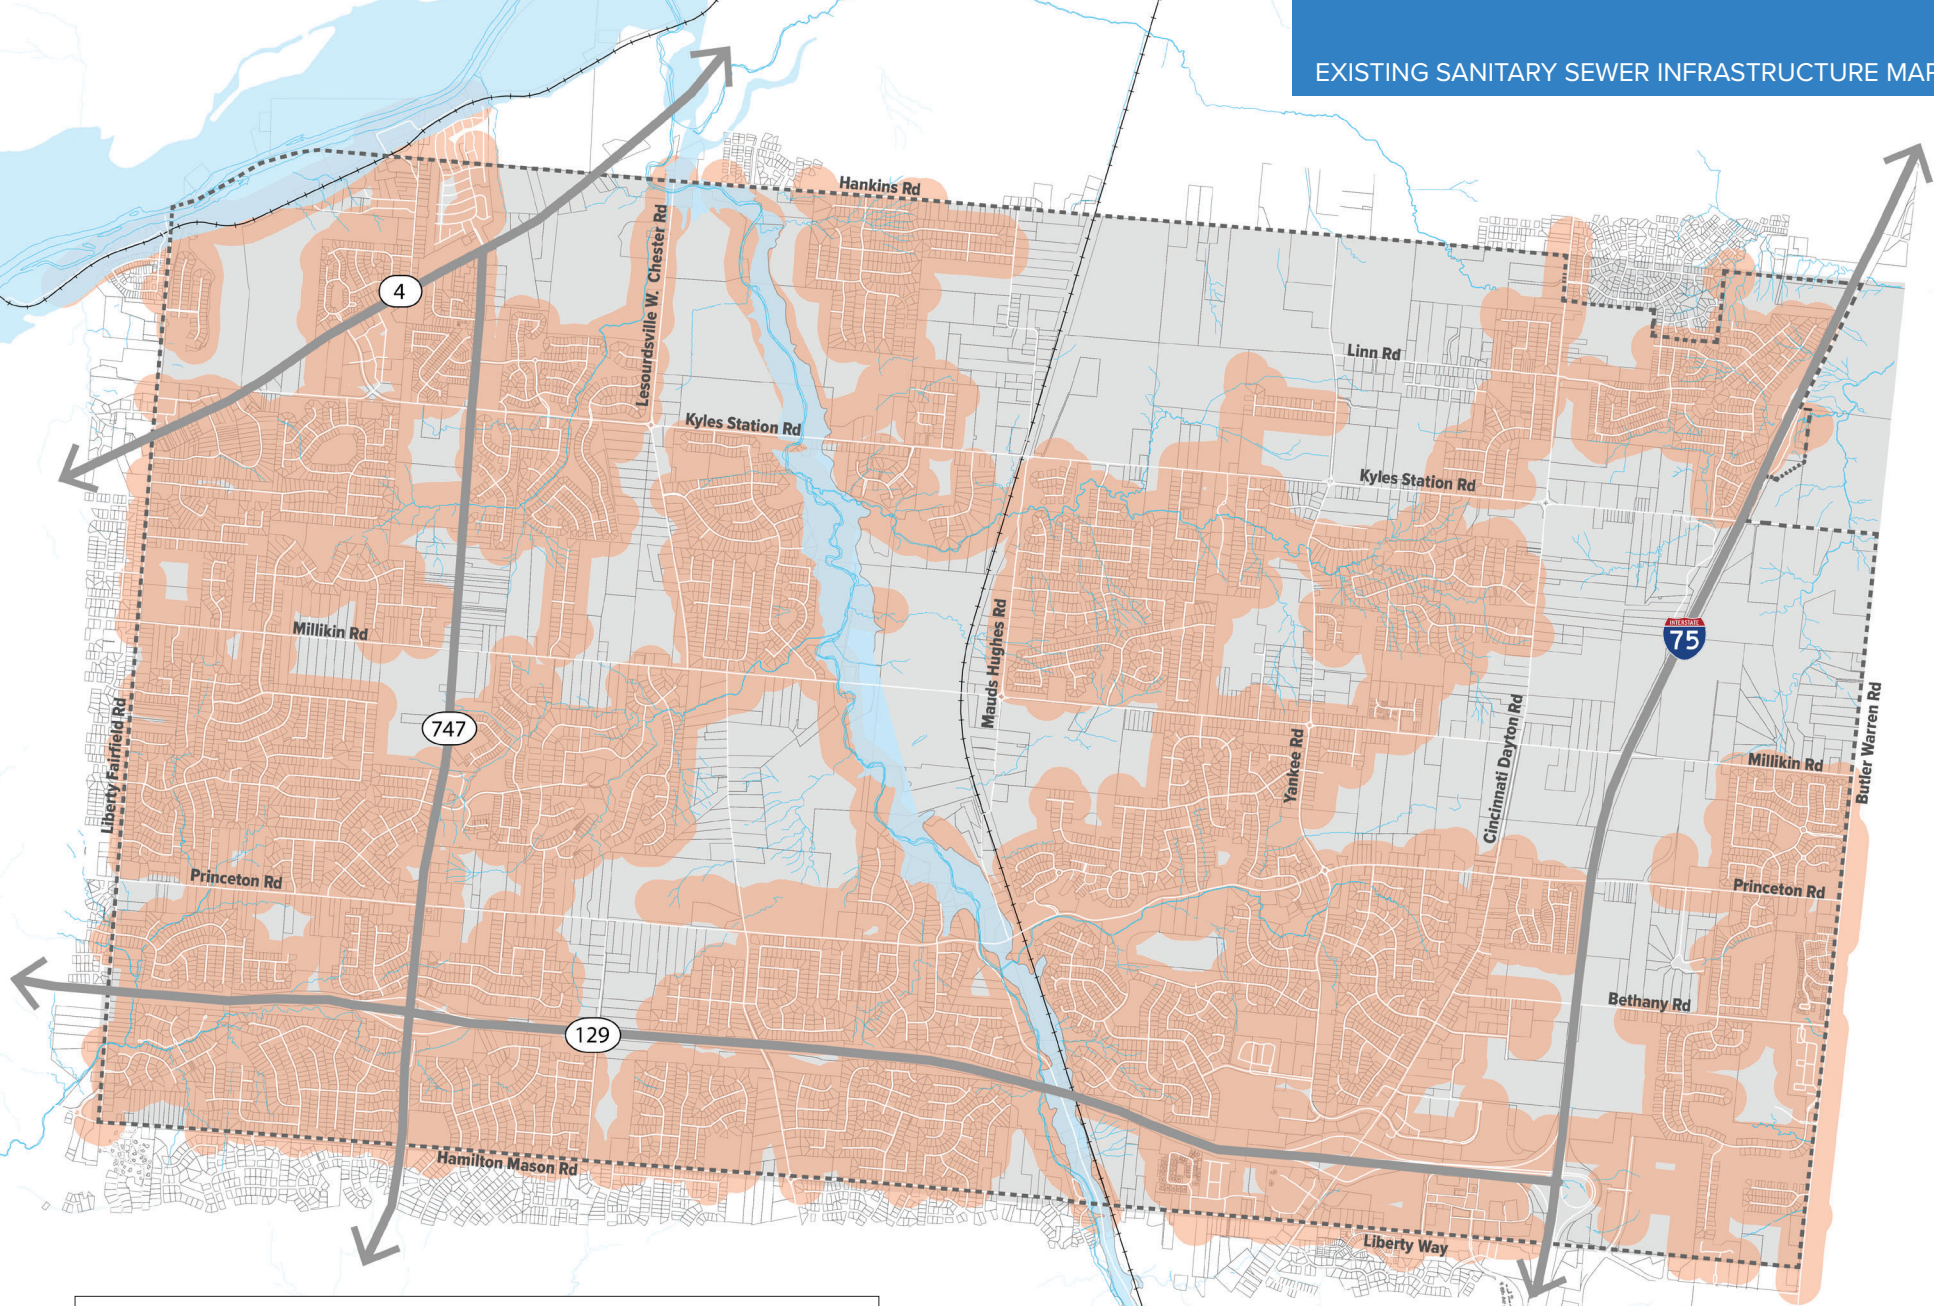 EXISTING SANITARY SEWER INFRASTRUCTURE MAP
Hankins Rd
4
Lesourdsville W. Chester Rd
Linn Rd
Kyles Station Rd
Kyles Station Rd
INTERSTATE
75
Millikin Rd
Mauds Hughes Rd
747
Liberty Fairfield Rd
Yankee Rd
Cincinnati Dayton Rd
Butler Warren Rd
Millikin Rd
Princeton Rd
Princeton Rd
Bethany Rd
129
Hamilton Mason Rd
Liberty Way